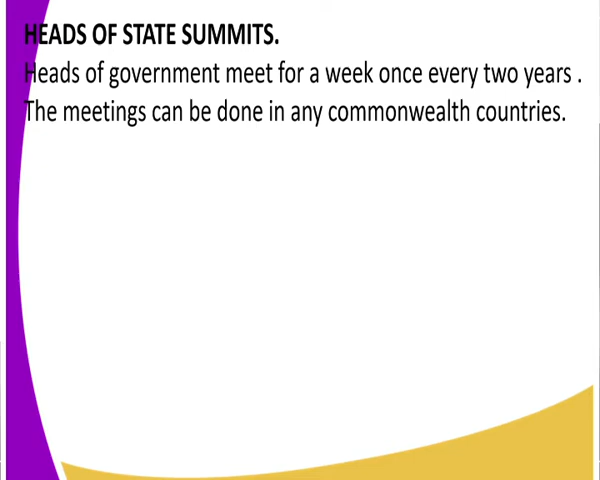 HEADS OF STATE SUMMITS.
Heads of government meet for a week once every two years .
The meetings can be done in any commonwealth countries.